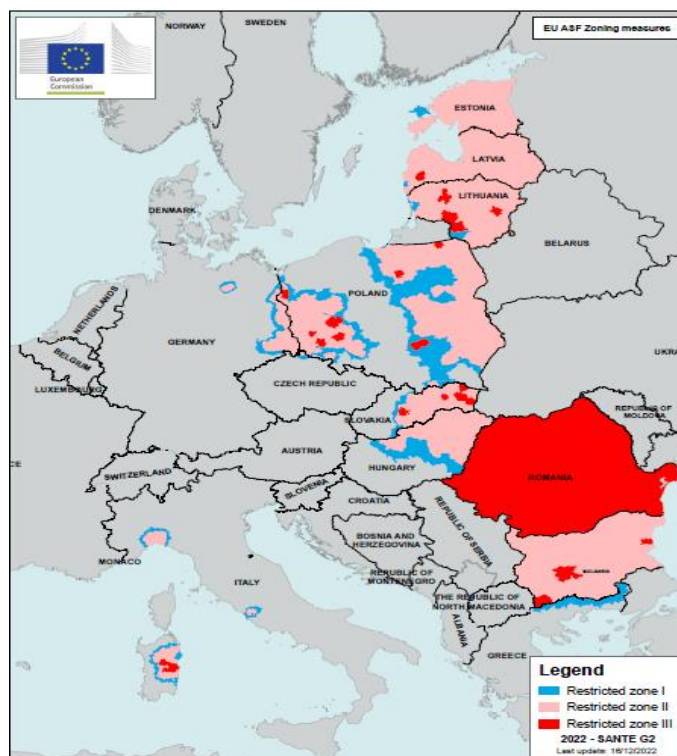 NORWAY
SWEDEN
EU ASF Zoning measures
European
Commission
ESTONIA
LATVIA
LITHUANIA
DENMARK
BELARUS
NETHERLANDS
POLAND
GERMANY
BELGIUM
UKRA
LUXEMBOURG
CZECH REPUBLIC
SLOVAKIA
REPUBLIC OF
MOLDOVA
AUSTRIA
HUNGARY
CE
SWITZERLAND
SLOVENIA
ROMANIA
CROATIA
BOSNIA AND
HERZEGOVINA
REPUBLIC OF SERBIA
MONACO
ITALY
REPUBLIC OF
MONTENEGRO
BULGARIA
THE REPUBLIC OF
NORTH MACEDONIA
ALBANIA
GREECE
Legend
Restricted zone I
Restricted zone II
Restricted zone III
2022 - SANTE G2
Last update: 16/12/2022